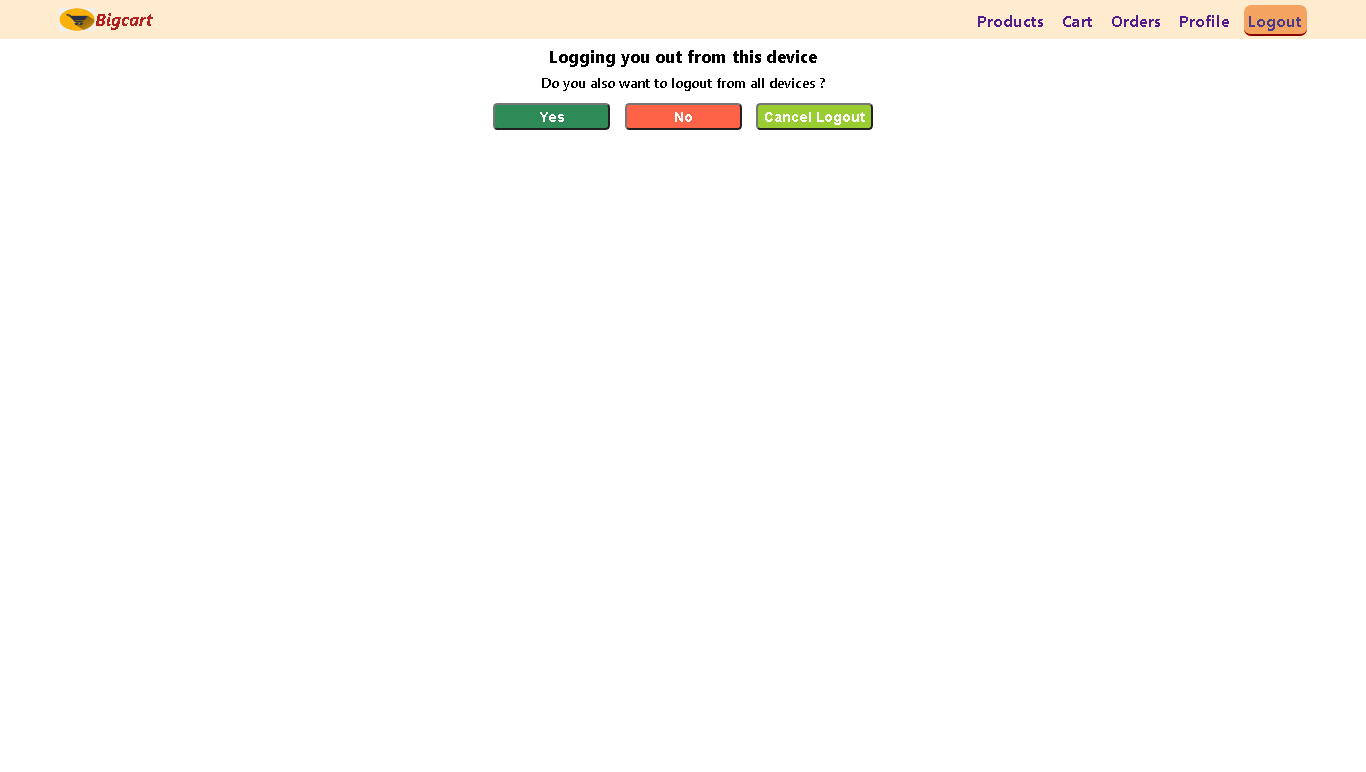 Bigcart Products Cart Orders Profile Logout
Logging you out from this device
Do you also want to logout from all devices ?
Yes No Cancel Logout